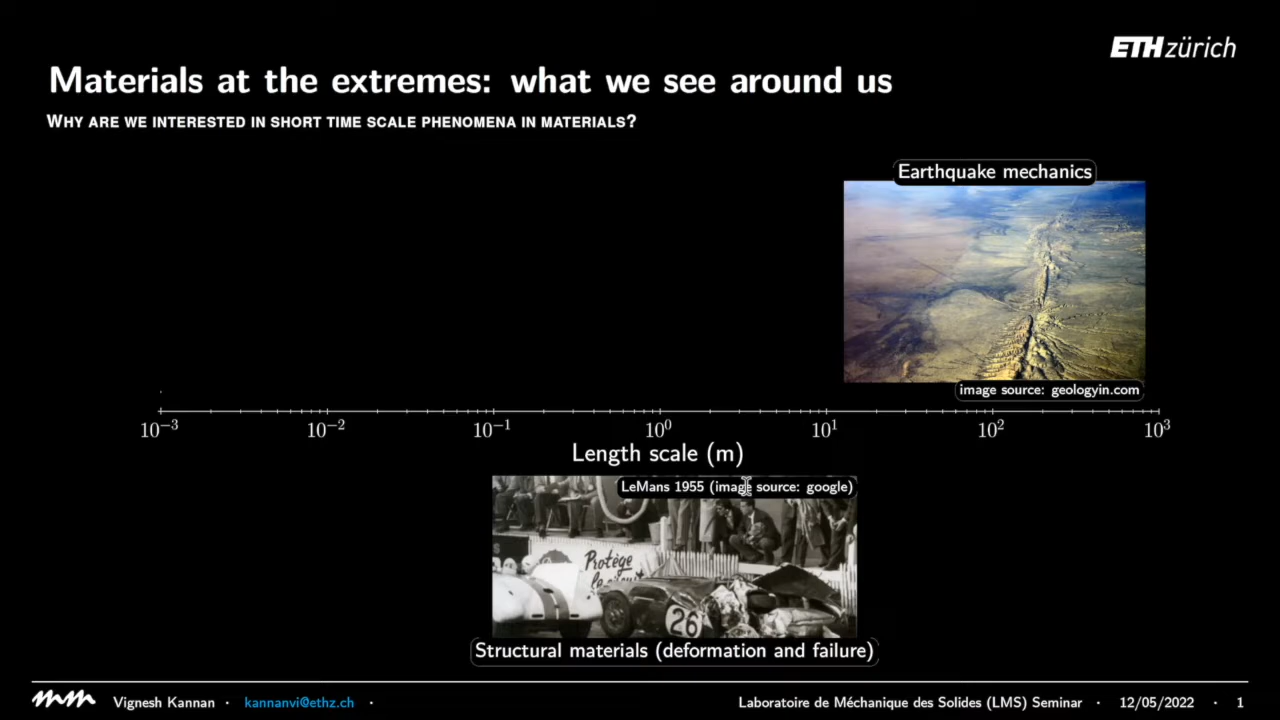 ETH zürich
Materials at the extremes: what we see around us
WHY ARE WE INTERESTED IN SHORT TIME SCALE PHENOMENA IN MATERIALS?
Earthquake mechanics
image source: geologyin.com
10⁻³ 10⁻² 10⁻¹ 10⁰ 10¹ 10² 10³
Length scale (m)
LeMans 1955 (image source: google)
Protège
26
Structural materials (deformation and failure)
mm Vignesh Kannan · kannanvi@ethz.ch · Laboratoire de Méchanique des Solides (LMS) Seminar · 12/05/2022 · 1